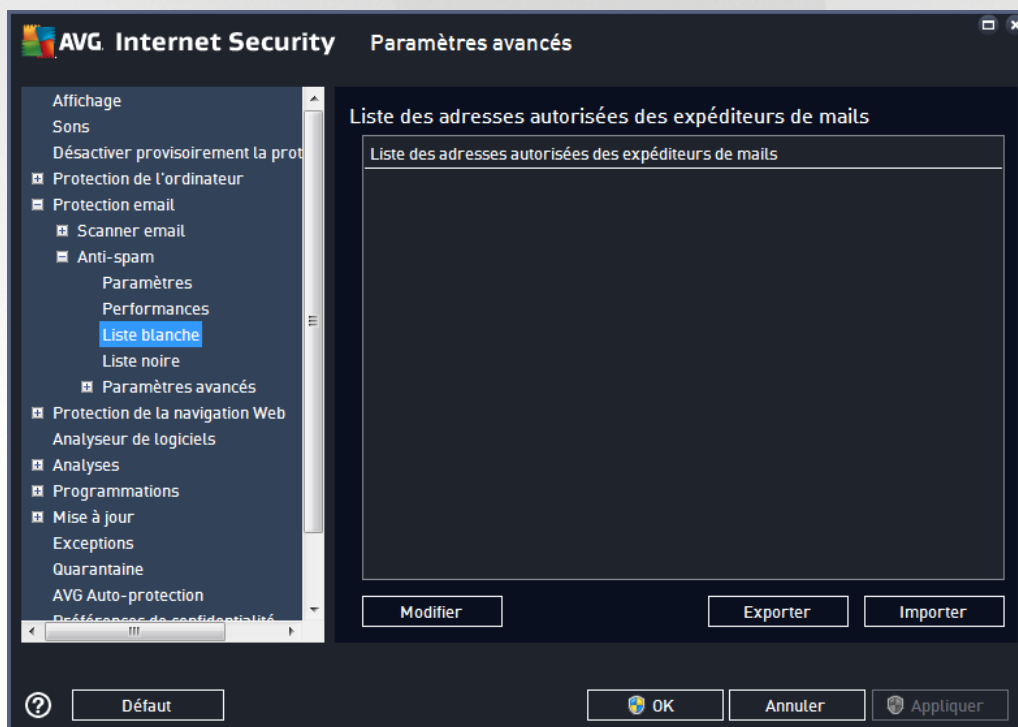 AVG. Internet Security
Paramètres avancés
Affichage
Sons
Désactiver provisoirement la prot
Protection de l'ordinateur
Protection email
Scanner email
Anti-spam
Paramètres
Performances
Liste blanche
Liste noire
Paramètres avancés
Protection de la navigation Web
Analyseur de logiciels
Analyses
Programmations
Mise à jour
Exceptions
Quarantaine
AVG Auto-protection
Préférences de confidentialité
Liste des adresses autorisées des expéditeurs de mails
Liste des adresses autorisées des expéditeurs de mails
Modifier
Exporter
Importer
Défaut
OK
Annuler
Appliquer